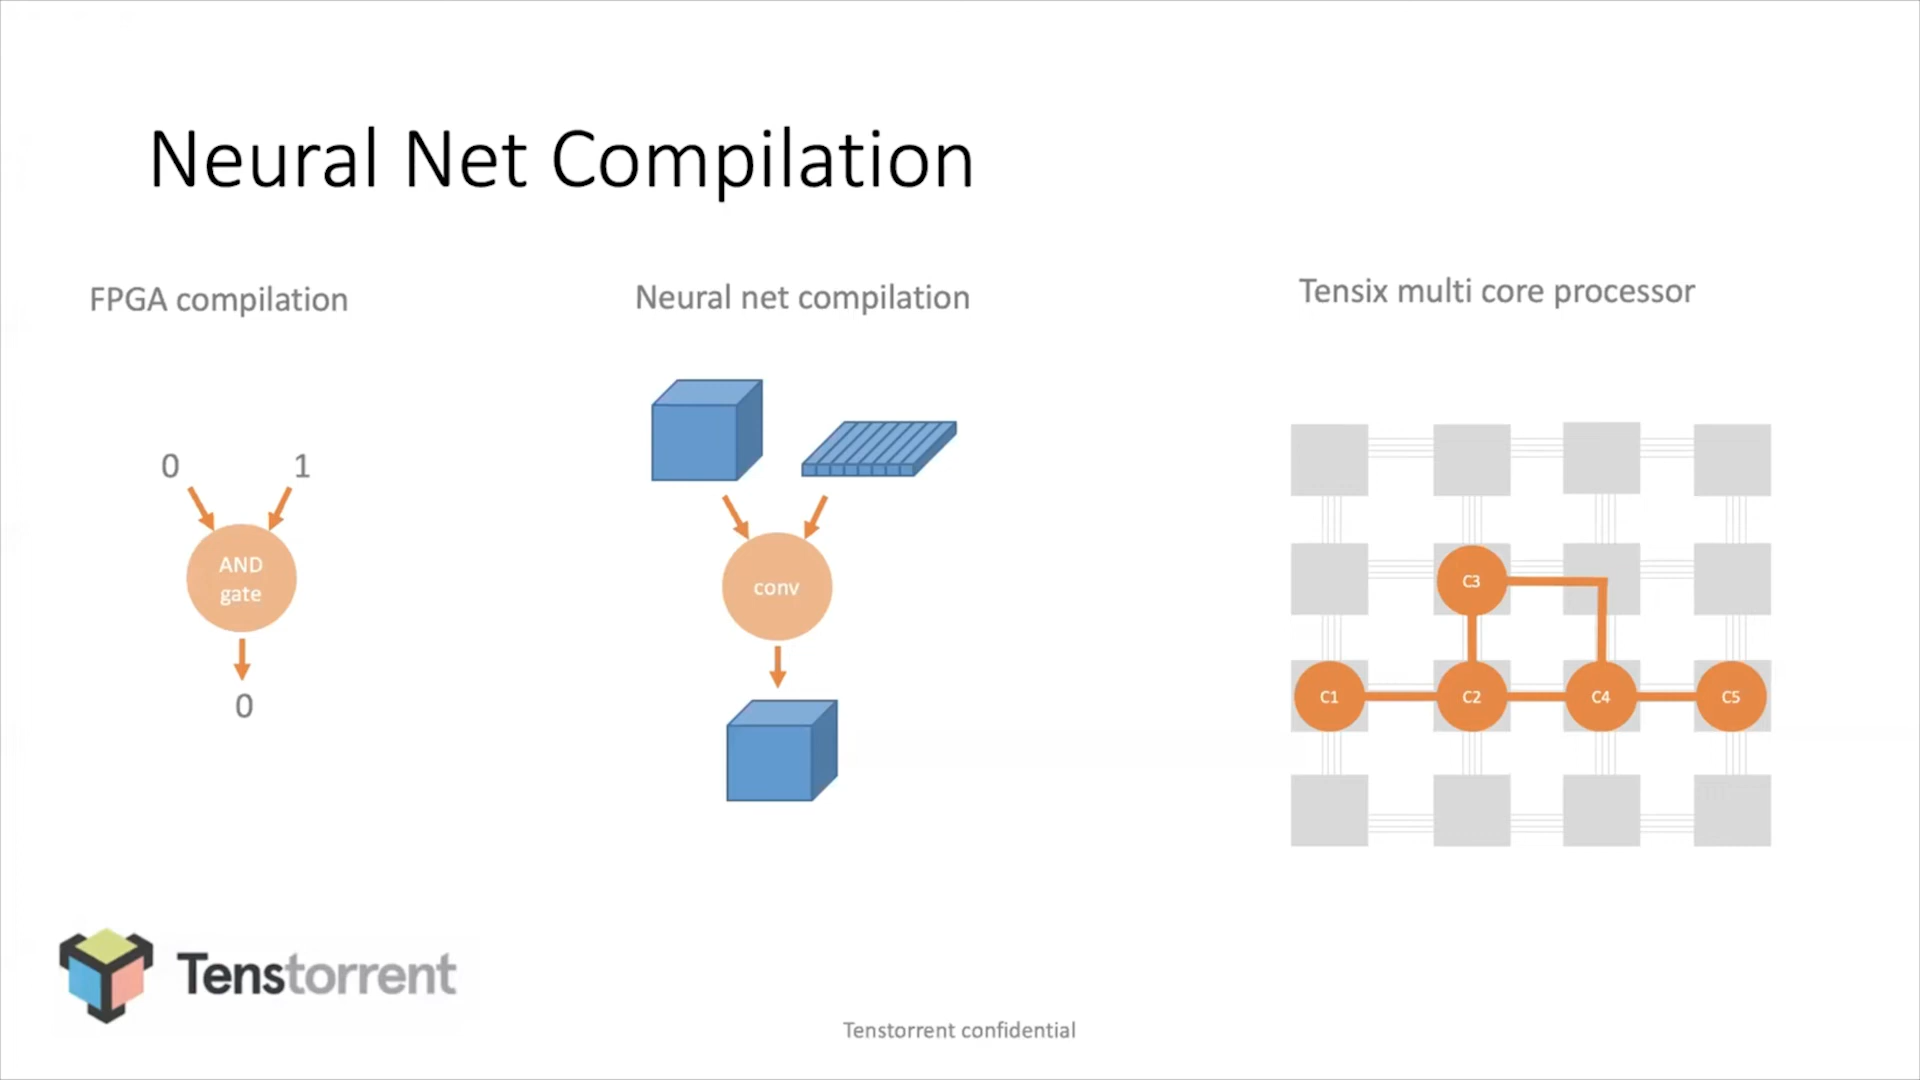 Neural Net Compilation
FPGA compilation
Neural net compilation
Tensix multi core processor
0 1
AND
gate
0
conv
C3
C1 C2 C4 C5
Tenstorrent
Tenstorrent confidential